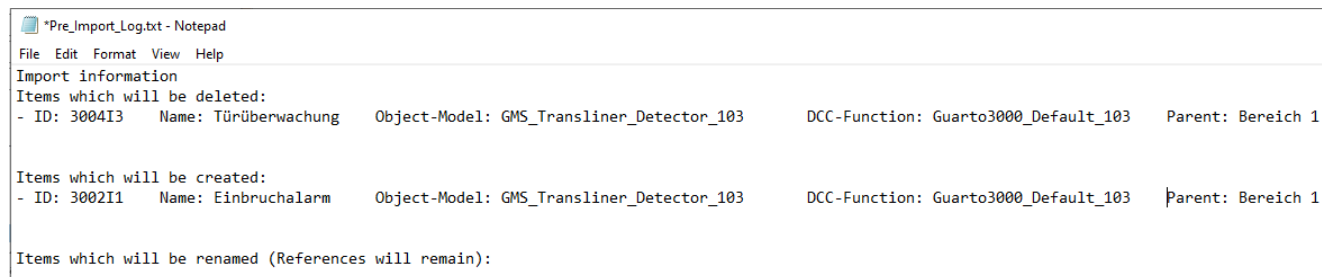 *Pre_Import_Log.txt - Notepad
File Edit Format View Help
Import information
Items which will be deleted:
- ID: 3004I3 Name: Türüberwachung Object-Model: GMS_Transliner_Detector_103 DCC-Function: Guarto3000_Default_103 Parent: Bereich 1
Items which will be created:
- ID: 3002I1 Name: Einbruchalarm Object-Model: GMS_Transliner_Detector_103 DCC-Function: Guarto3000_Default_103 Parent: Bereich 1
Items which will be renamed (References will remain):